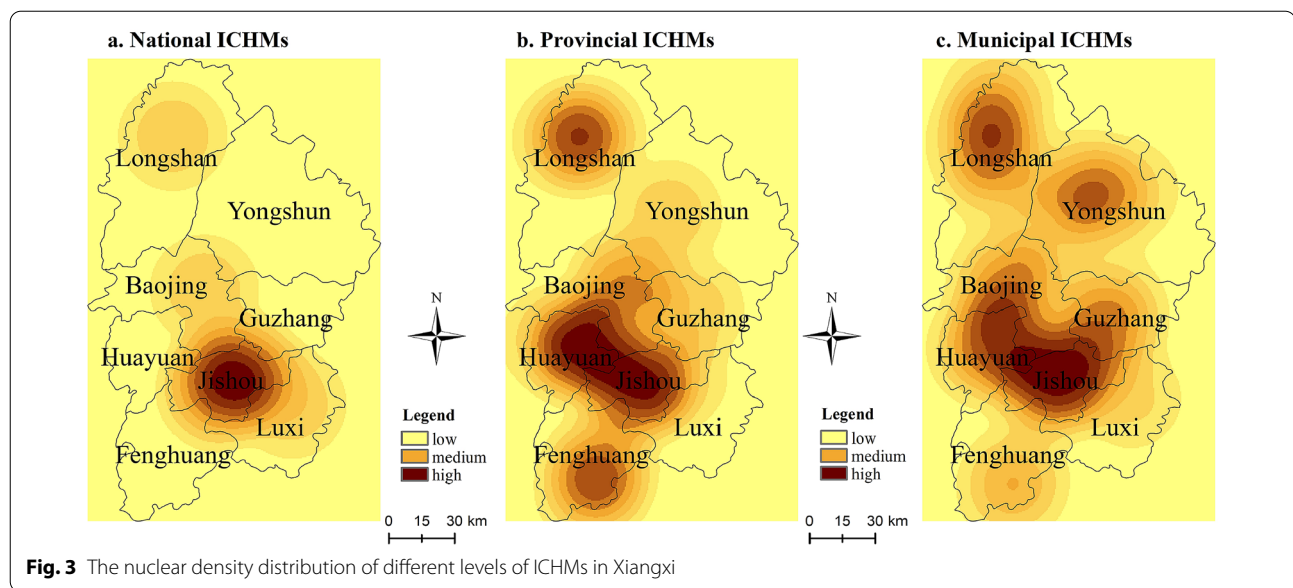 a. National ICHMs
Longshan
Yongshun
Baojing
Guzhang
Huayuan
Jishou
Luxi
Fenghuang
N
Legend
low
medium
high
0 15 30 km
b. Provincial ICHMs
Longshan
Yongshun
Baojing
Guzhang
Huayuan
Jishou
Luxi
Fenghuang
N
Legend
low
medium
high
0 15 30 km
c. Municipal ICHMs
Longshan
Yongshun
Baojing
Guzhang
Huayuan
Jishou
Luxi
Fenghuang
Fig. 3 The nuclear density distribution of different levels of ICHMs in Xiangxi